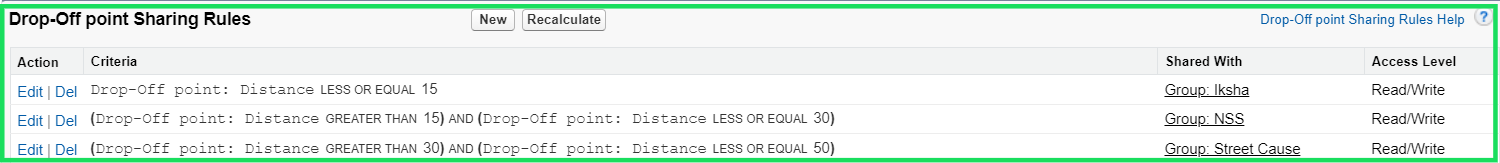 Drop-Off point Sharing Rules New Recalculate Drop-Off point Sharing Rules Help ?
Action Criteria Shared With Access Level
Edit | Del Drop-Off point: Distance LESS OR EQUAL 15 Group: Iksha Read/Write
Edit | Del (Drop-Off point: Distance GREATER THAN 15) AND (Drop-Off point: Distance LESS OR EQUAL 30) Group: NSS Read/Write
Edit | Del (Drop-Off point: Distance GREATER THAN 30) AND (Drop-Off point: Distance LESS OR EQUAL 50) Group: Street Cause Read/Write